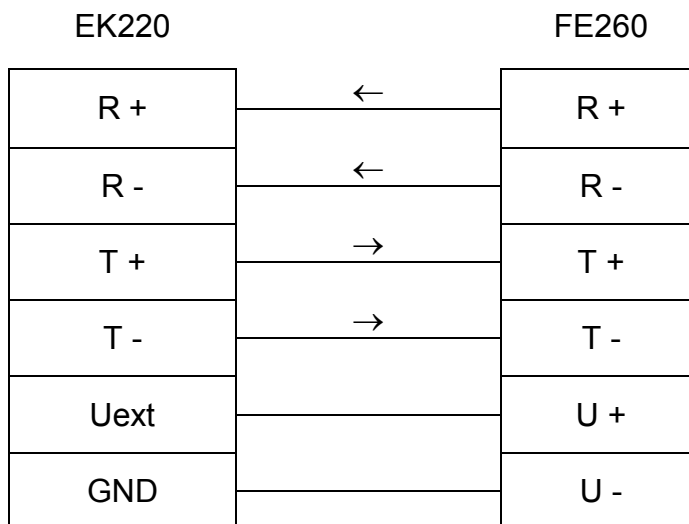 EK220 FE260
R + ← R +
R - ← R -
T + → T +
T - → T -
Uext U +
GND U -